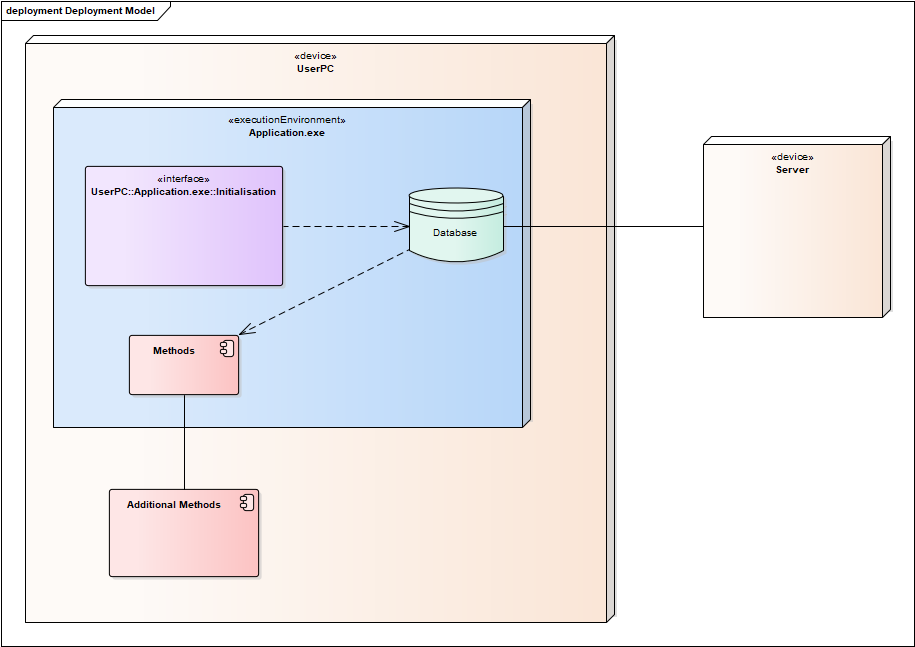 deployment Deployment Model
«device»
UserPC
«executionEnvironment»
Application.exe
«interface»
UserPC::Application.exe::Initialisation
Database
«device»
Server
Methods
Additional Methods